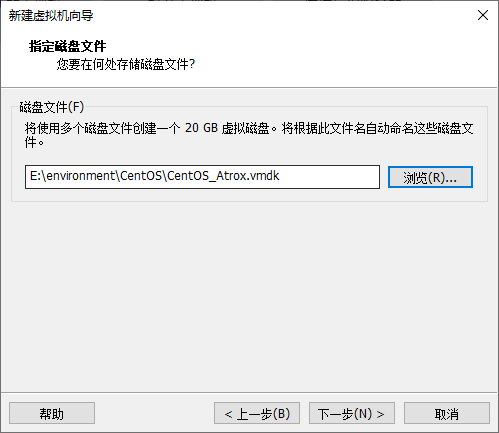 新建虚拟机向导
指定磁盘文件
您要在何处存储磁盘文件?
磁盘文件(F)
将使用多个磁盘文件创建一个 20 GB 虚拟磁盘。将根据此文件名自动命名这些磁盘文
件。
E:\environment\CentOS\CentOS_Atrox.vmdk
浏览(R)...
帮助
< 上一步(B)
下一步(N) >
取消